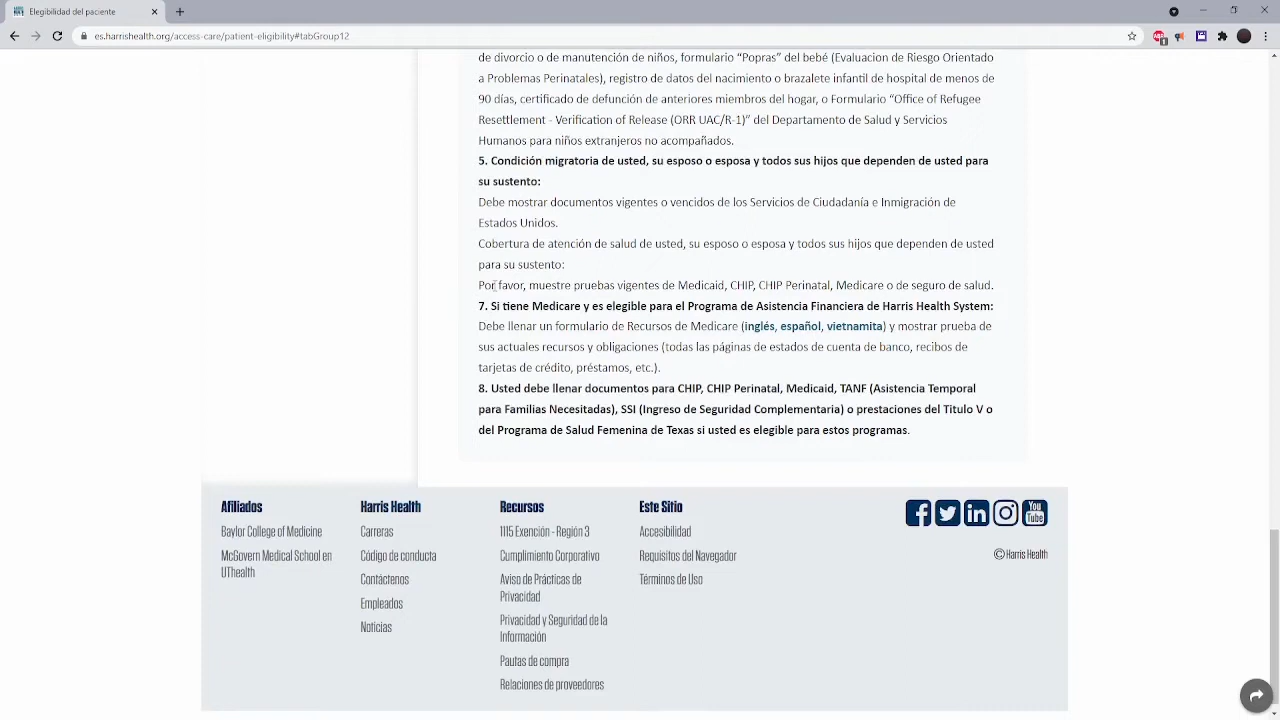 Elegibilidad del paciente
es.harrishealth.org/access-care/patient-eligibility#tabGroup12
de divorcio o de manutención de niños, formulario “Popras” del bebé (Evaluacion de Riesgo Orientado
a Problemas Perinatales), registro de datos del nacimiento o brazalete infantil de hospital de menos de
90 días, certificado de defunción de anteriores miembros del hogar, o Formulario “Office of Refugee
Resettlement - Verification of Release (ORR UAC/R-1)” del Departamento de Salud y Servicios
Humanos para niños extranjeros no acompañados.
5. Condición migratoria de usted, su esposo o esposa y todos sus hijos que dependen de usted para
su sustento:
Debe mostrar documentos vigentes o vencidos de los Servicios de Ciudadanía e Inmigración de
Estados Unidos.
Cobertura de atención de salud de usted, su esposo o esposa y todos sus hijos que dependen de usted
para su sustento:
Por favor, muestre pruebas vigentes de Medicaid, CHIP, CHIP Perinatal, Medicare o de seguro de salud.
7. Si tiene Medicare y es elegible para el Programa de Asistencia Financiera de Harris Health System:
Debe llenar un formulario de Recursos de Medicare (inglés, español, vietnamita) y mostrar prueba de
sus actuales recursos y obligaciones (todas las páginas de estados de cuenta de banco, recibos de
tarjetas de crédito, préstamos, etc.).
8. Usted debe llenar documentos para CHIP, CHIP Perinatal, Medicaid, TANF (Asistencia Temporal
para Familias Necesitadas), SSI (Ingreso de Seguridad Complementaria) o prestaciones del Titulo V o
del Programa de Salud Femenina de Texas si usted es elegible para estos programas.
Afiliados
Baylor College of Medicine
McGovern Medical School en
UThealth
Harris Health
Carreras
Código de conducta
Contáctenos
Empleados
Noticias
Recursos
1115 Exención - Región 3
Cumplimiento Corporativo
Aviso de Prácticas de
Privacidad
Privacidad y Seguridad de la
Información
Pautas de compra
Relaciones de proveedores
Este Sitio
Accesibilidad
Requisitos del Navegador
Términos de Uso
You
Tube
© Harris Health